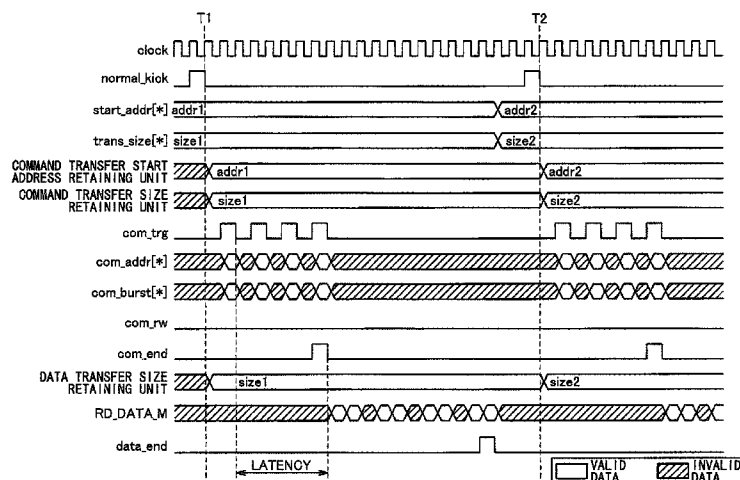 T1 T2
clock
normal_kick
start_addr[*] addr1 addr2
trans_size[*] size1 size2
COMMAND TRANSFER START
ADDRESS RETAINING UNIT addr1 addr2
COMMAND TRANSFER SIZE
RETAINING UNIT size1 size2
com_trg
com_addr[*]
com_burst[*]
com_rw
com_end
DATA TRANSFER SIZE
RETAINING UNIT size1 size2
RD_DATA_M
data_end
LATENCY
VALID
DATA
INVALID
DATA